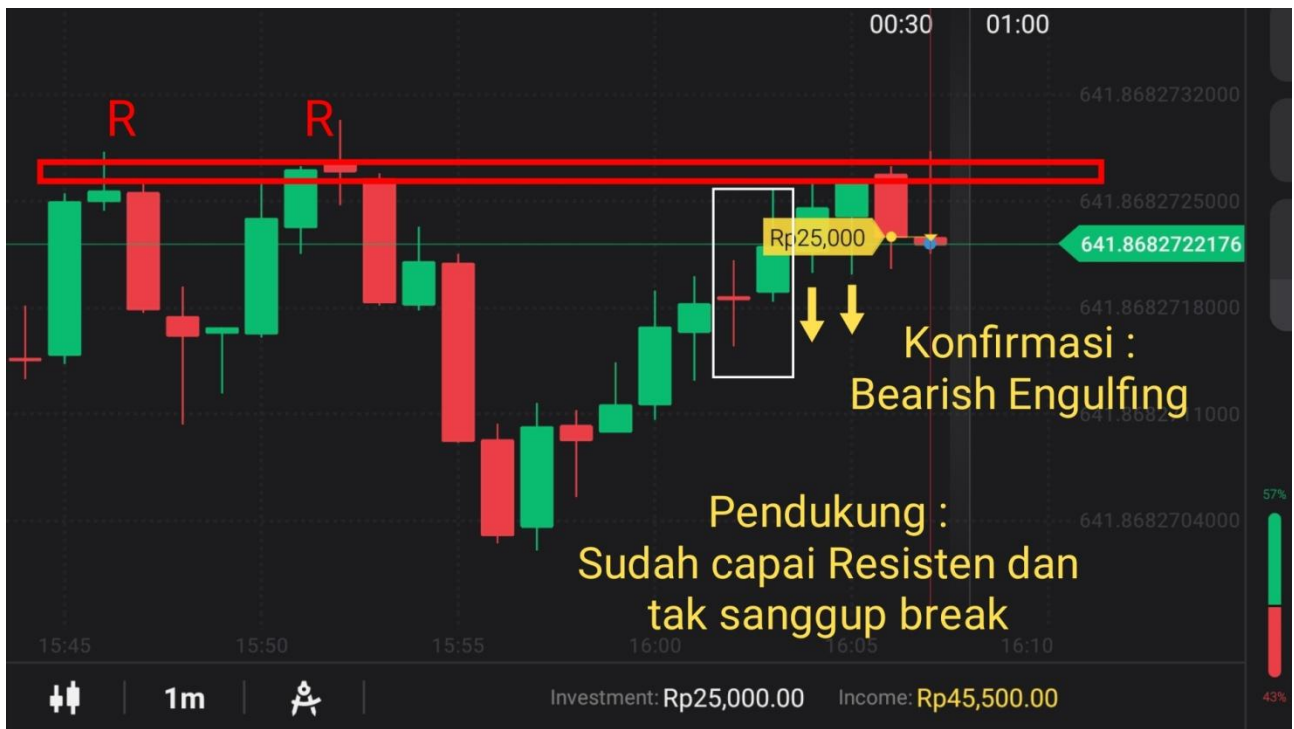 00:30 01:00
641.8682732000
R R
641.8682725000
Rp25,000
641.8682722176
641.8682718000
Konfirmasi :
Bearish Engulfing
641.8682711000
57%
Pendukung :
641.8682704000
Sudah capai Resisten dan
tak sanggup break
15:45 15:50 15:55 16:00 16:05 16:10
1m
Investment: Rp25,000.00 Income: Rp45,500.00
43%